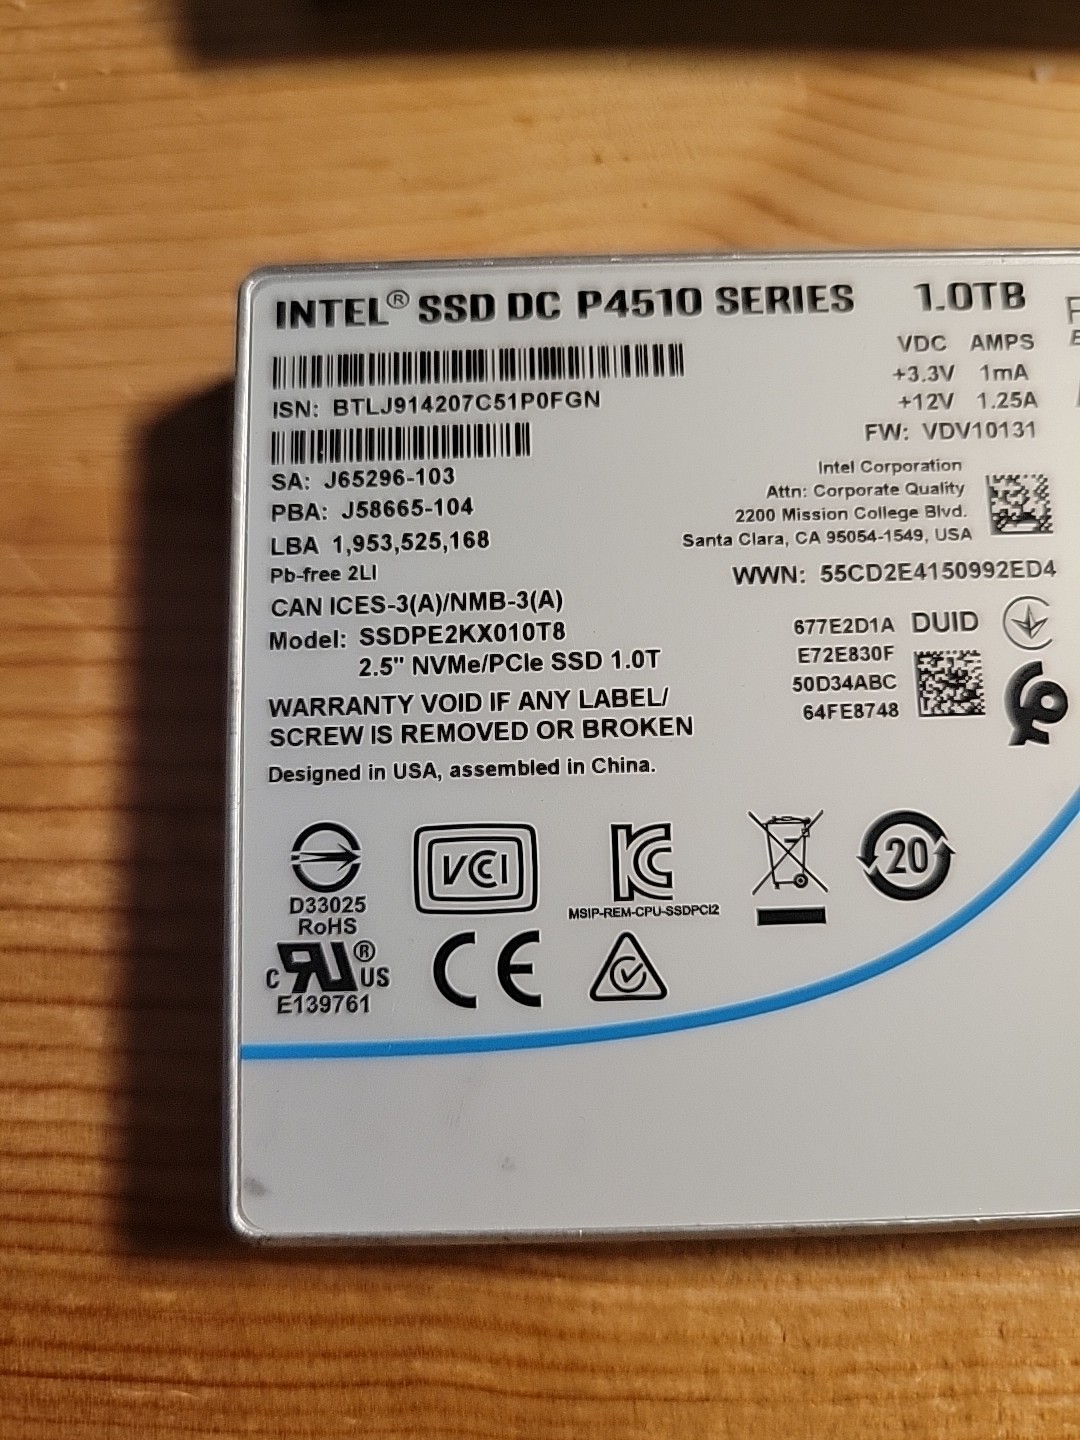 INTEL® SSD DC P4510 SERIES 1.0TB
VDC AMPS
+3.3V 1mA
+12V 1.25A
FW: VDV10131
ISN: BTLJ914207C51P0FGN
SA: J65296-103
PBA: J58665-104
LBA 1,953,525,168
Pb-free 2LI
CAN ICES-3(A)/NMB-3(A)
Model: SSDPE2KX010T8
2.5" NVMe/PCIe SSD 1.0T
WARRANTY VOID IF ANY LABEL/
SCREW IS REMOVED OR BROKEN
Designed in USA, assembled in China.
Intel Corporation
Attn: Corporate Quality
2200 Mission College Blvd.
Santa Clara, CA 95054-1549, USA
WWN: 55CD2E4150992ED4
677E2D1A DUID
E72E830F
50D34ABC
64FE8748
D33025
RoHS
VCI
MSIP-REM-CPU-SSDPCI2
20
c RU ® US
E139761
CE